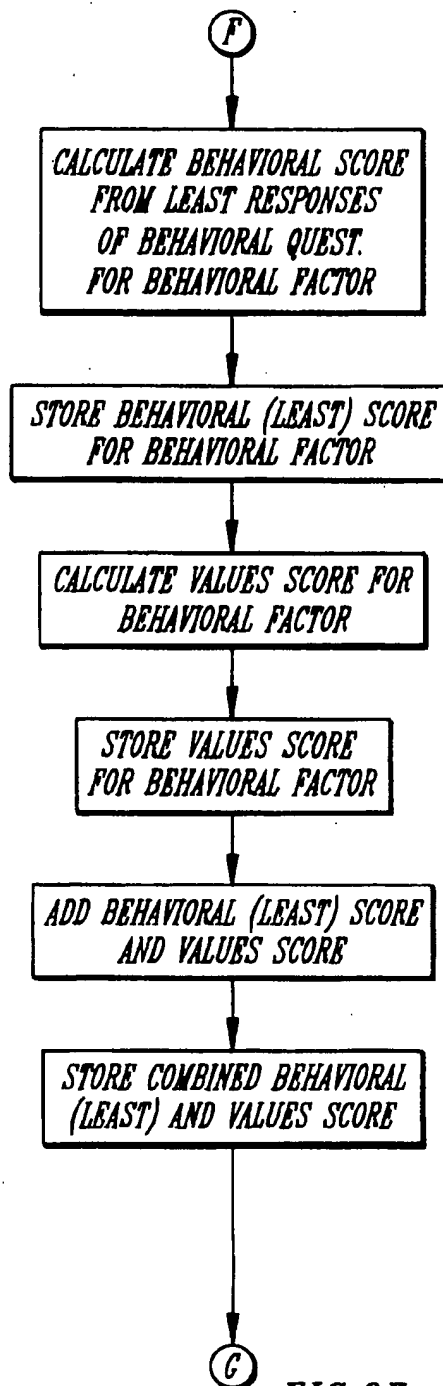 F
CALCULATE BEHAVIORAL SCORE
FROM LEAST RESPONSES
OF BEHAVIORAL QUEST.
FOR BEHAVIORAL FACTOR
STORE BEHAVIORAL (LEAST) SCORE
FOR BEHAVIORAL FACTOR
CALCULATE VALUES SCORE FOR
BEHAVIORAL FACTOR
STORE VALUES SCORE
FOR BEHAVIORAL FACTOR
ADD BEHAVIORAL (LEAST) SCORE
AND VALUES SCORE
STORE COMBINED BEHAVIORAL
(LEAST) AND VALUES SCORE
G